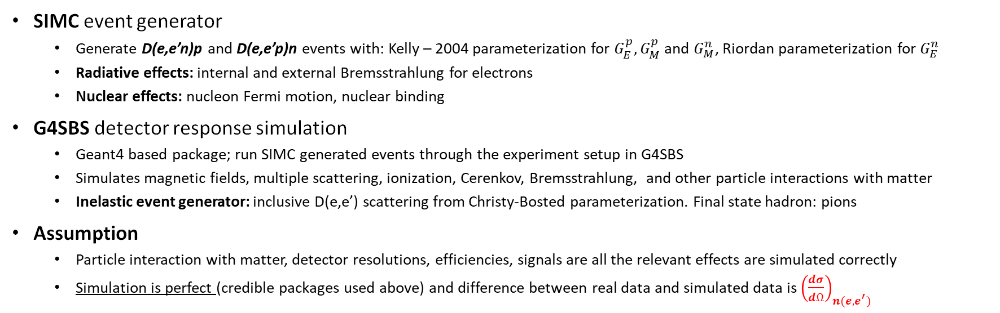 • SIMC event generator
• Generate D(e,e’n)p and D(e,e’p)n events with: Kelly – 2004 parameterization for G_E^p, G_M^p and G_M^n, Riordan parameterization for G_E^n
• Radiative effects: internal and external Bremsstrahlung for electrons
• Nuclear effects: nucleon Fermi motion, nuclear binding
• G4SBS detector response simulation
• Geant4 based package; run SIMC generated events through the experiment setup in G4SBS
• Simulates magnetic fields, multiple scattering, ionization, Cerenkov, Bremsstrahlung, and other particle interactions with matter
• Inelastic event generator: inclusive D(e,e’) scattering from Christy-Bosted parameterization. Final state hadron: pions
• Assumption
• Particle interaction with matter, detector resolutions, efficiencies, signals are all the relevant effects are simulated correctly
• Simulation is perfect (credible packages used above) and difference between real data and simulated data is (dσ/dΩ)_n(e,e′)